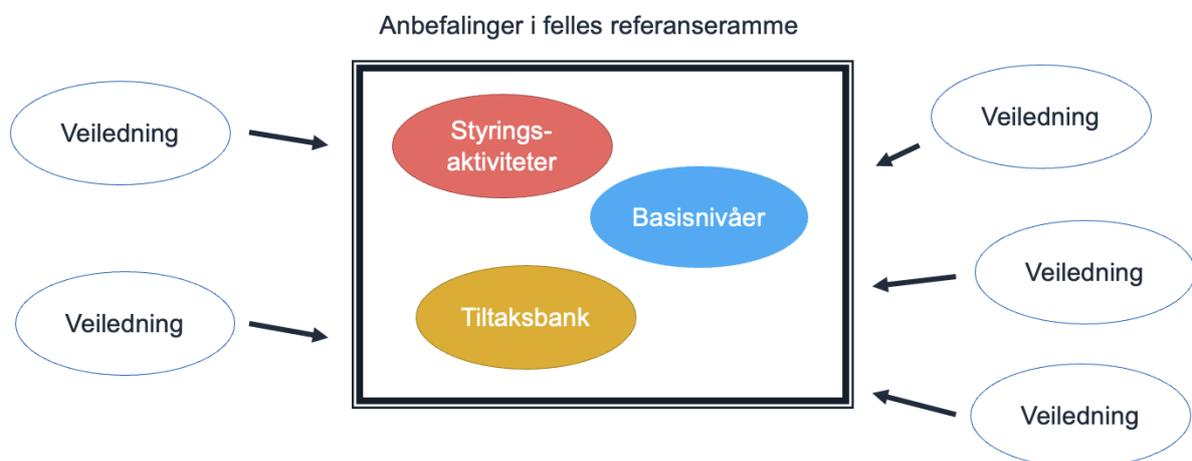 Anbefalinger i felles referanseramme
Veiledning
Veiledning
Styrings-
aktiviteter
Basisnivåer
Tiltaksbank
Veiledning
Veiledning
Veiledning